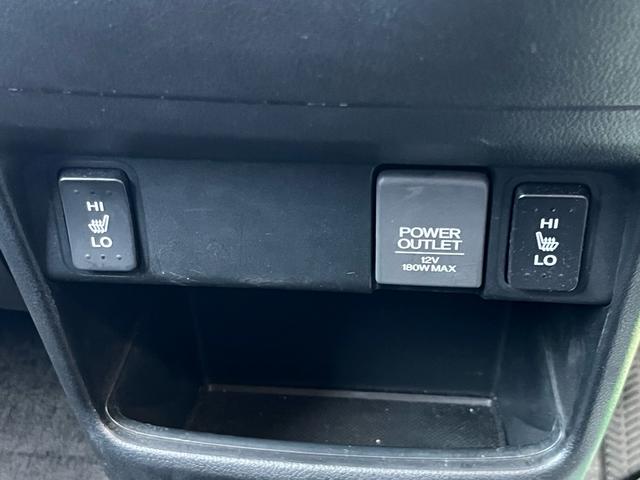 HI
LO
POWER
OUTLET
12V
180W MAX
HI
LO